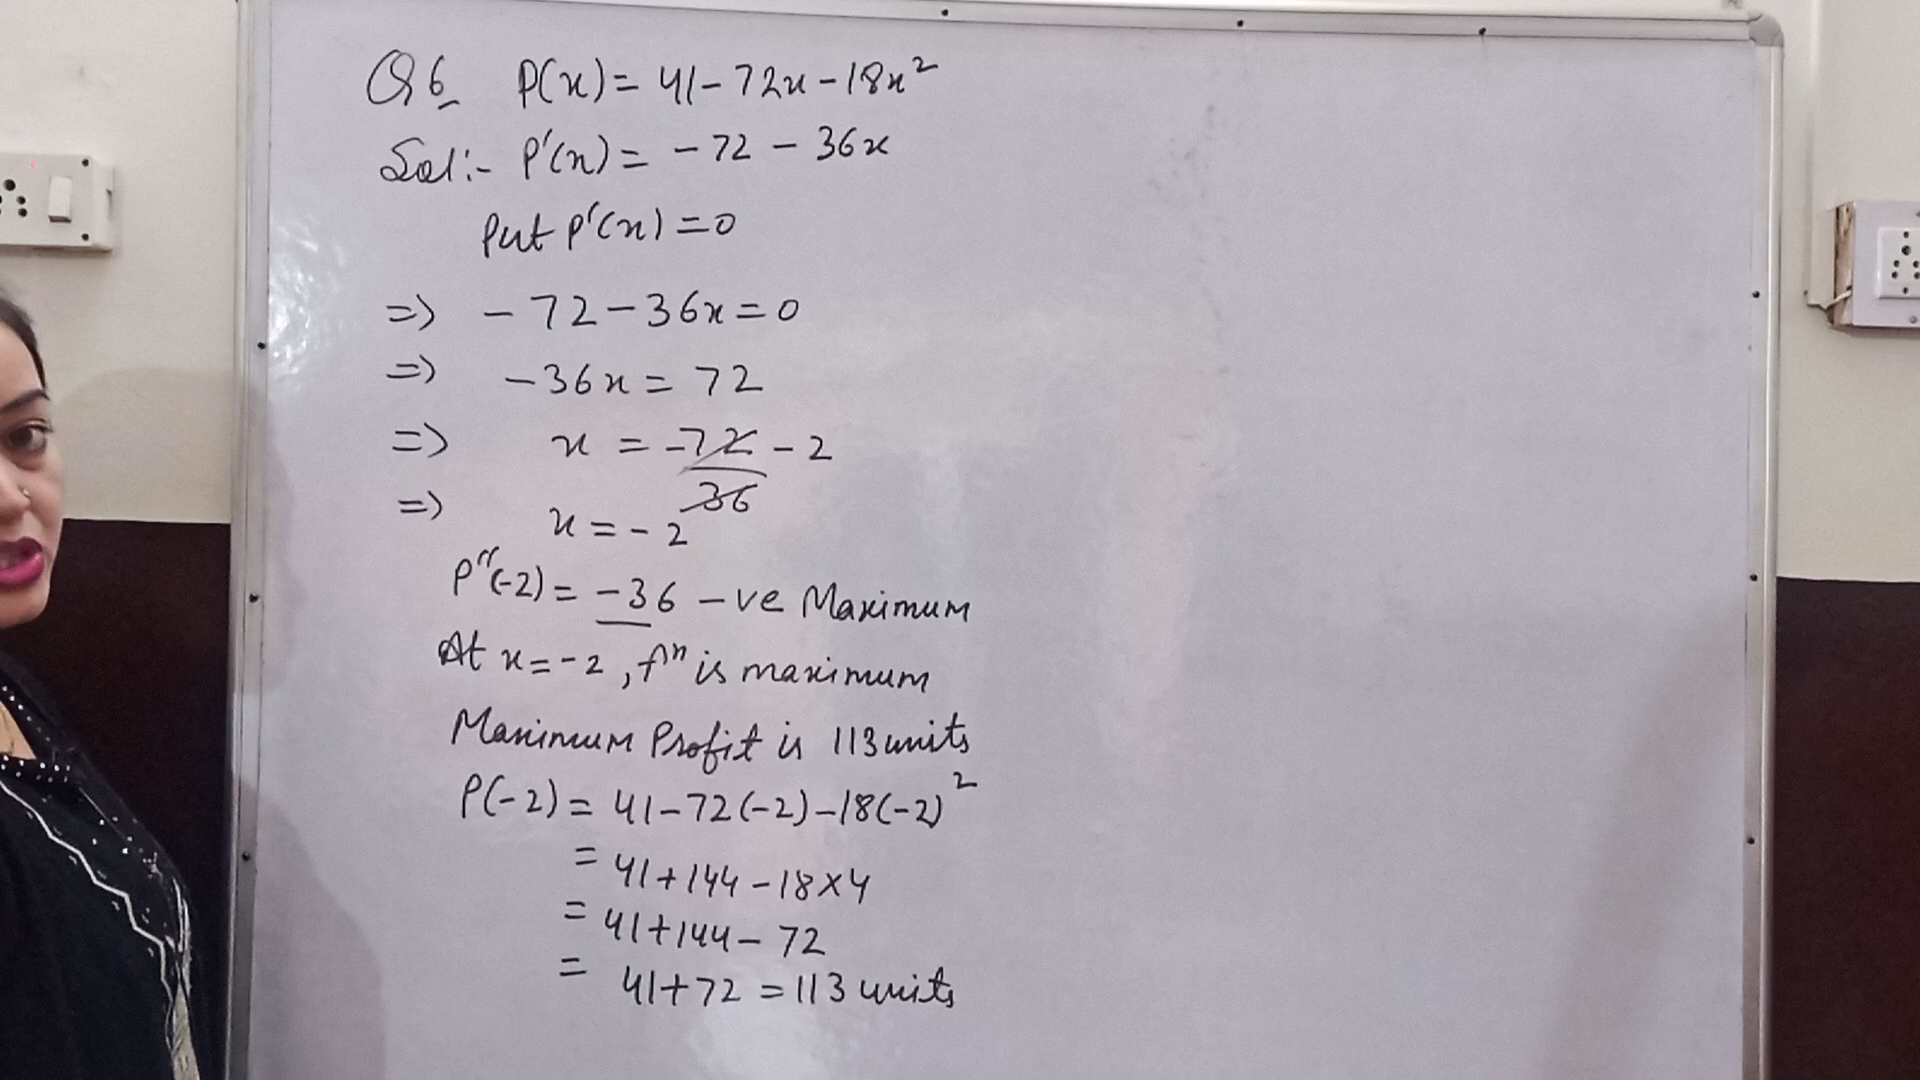 Q6 P(x) = 41 - 72x - 18x²
Sol:- P'(x) = - 72 - 36x
Put P'(x) = 0
=> - 72 - 36x = 0
=> - 36x = 72
=> x = -72/36 - 2
=> x = - 2
P''(-2) = -36 -ve Maximum
At x = -2, fⁿ is maximum
Maximum Profit is 113 units
P(-2) = 41 - 72(-2) - 18(-2)²
= 41 + 144 - 18 × 4
= 41 + 144 - 72
= 41 + 72 = 113 units